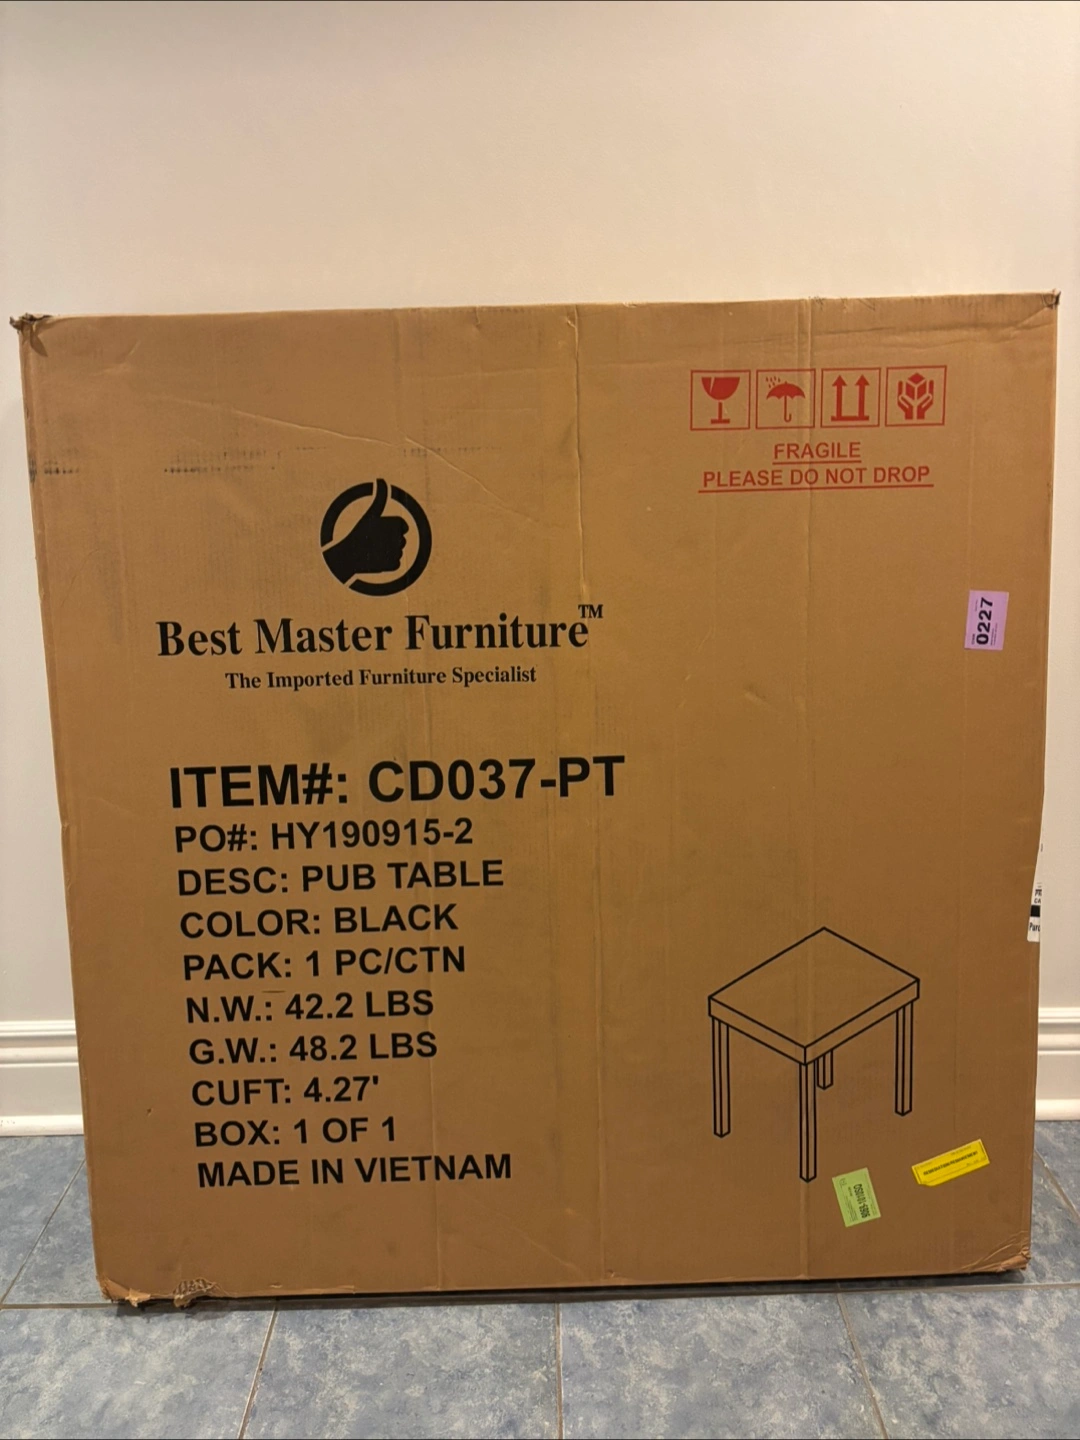 FRAGILE
PLEASE DO NOT DROP
Best Master Furniture™
The Imported Furniture Specialist
0227
ITEM#: CD037-PT
PO#: HY190915-2
DESC: PUB TABLE
COLOR: BLACK
PACK: 1 PC/CTN
N.W.: 42.2 LBS
G.W.: 48.2 LBS
CUFT: 4.27'
BOX: 1 OF 1
MADE IN VIETNAM